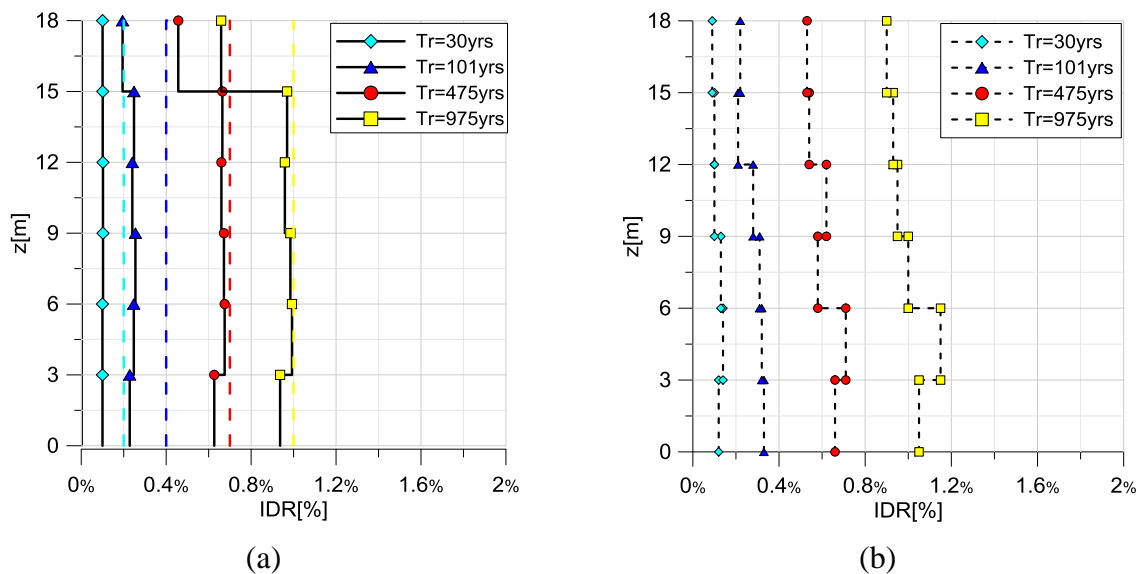 18
15
12
9
6
3
0
z[m]
0% 0.4% 0.8% 1.2% 1.6% 2%
IDR[%]
Tr=30yrs
Tr=101yrs
Tr=475yrs
Tr=975yrs
(a)
18
15
12
9
6
3
0
z[m]
0% 0.4% 0.8% 1.2% 1.6% 2%
IDR[%]
Tr=30yrs
Tr=101yrs
Tr=475yrs
Tr=975yrs
(b)